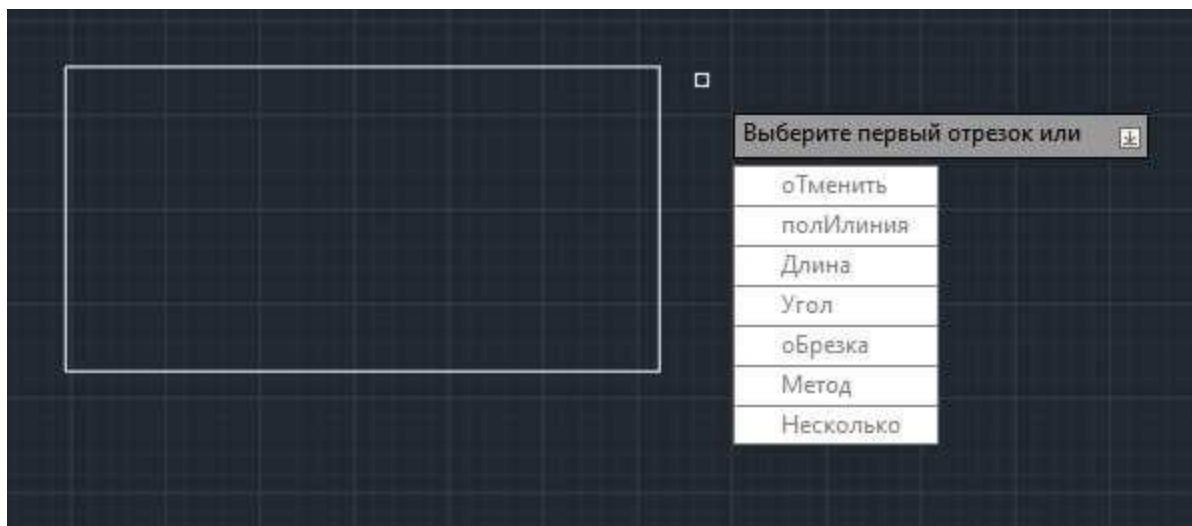 Выберите первый отрезок или
оТменить
полИлиния
Длина
Угол
оБрезка
Метод
Несколько